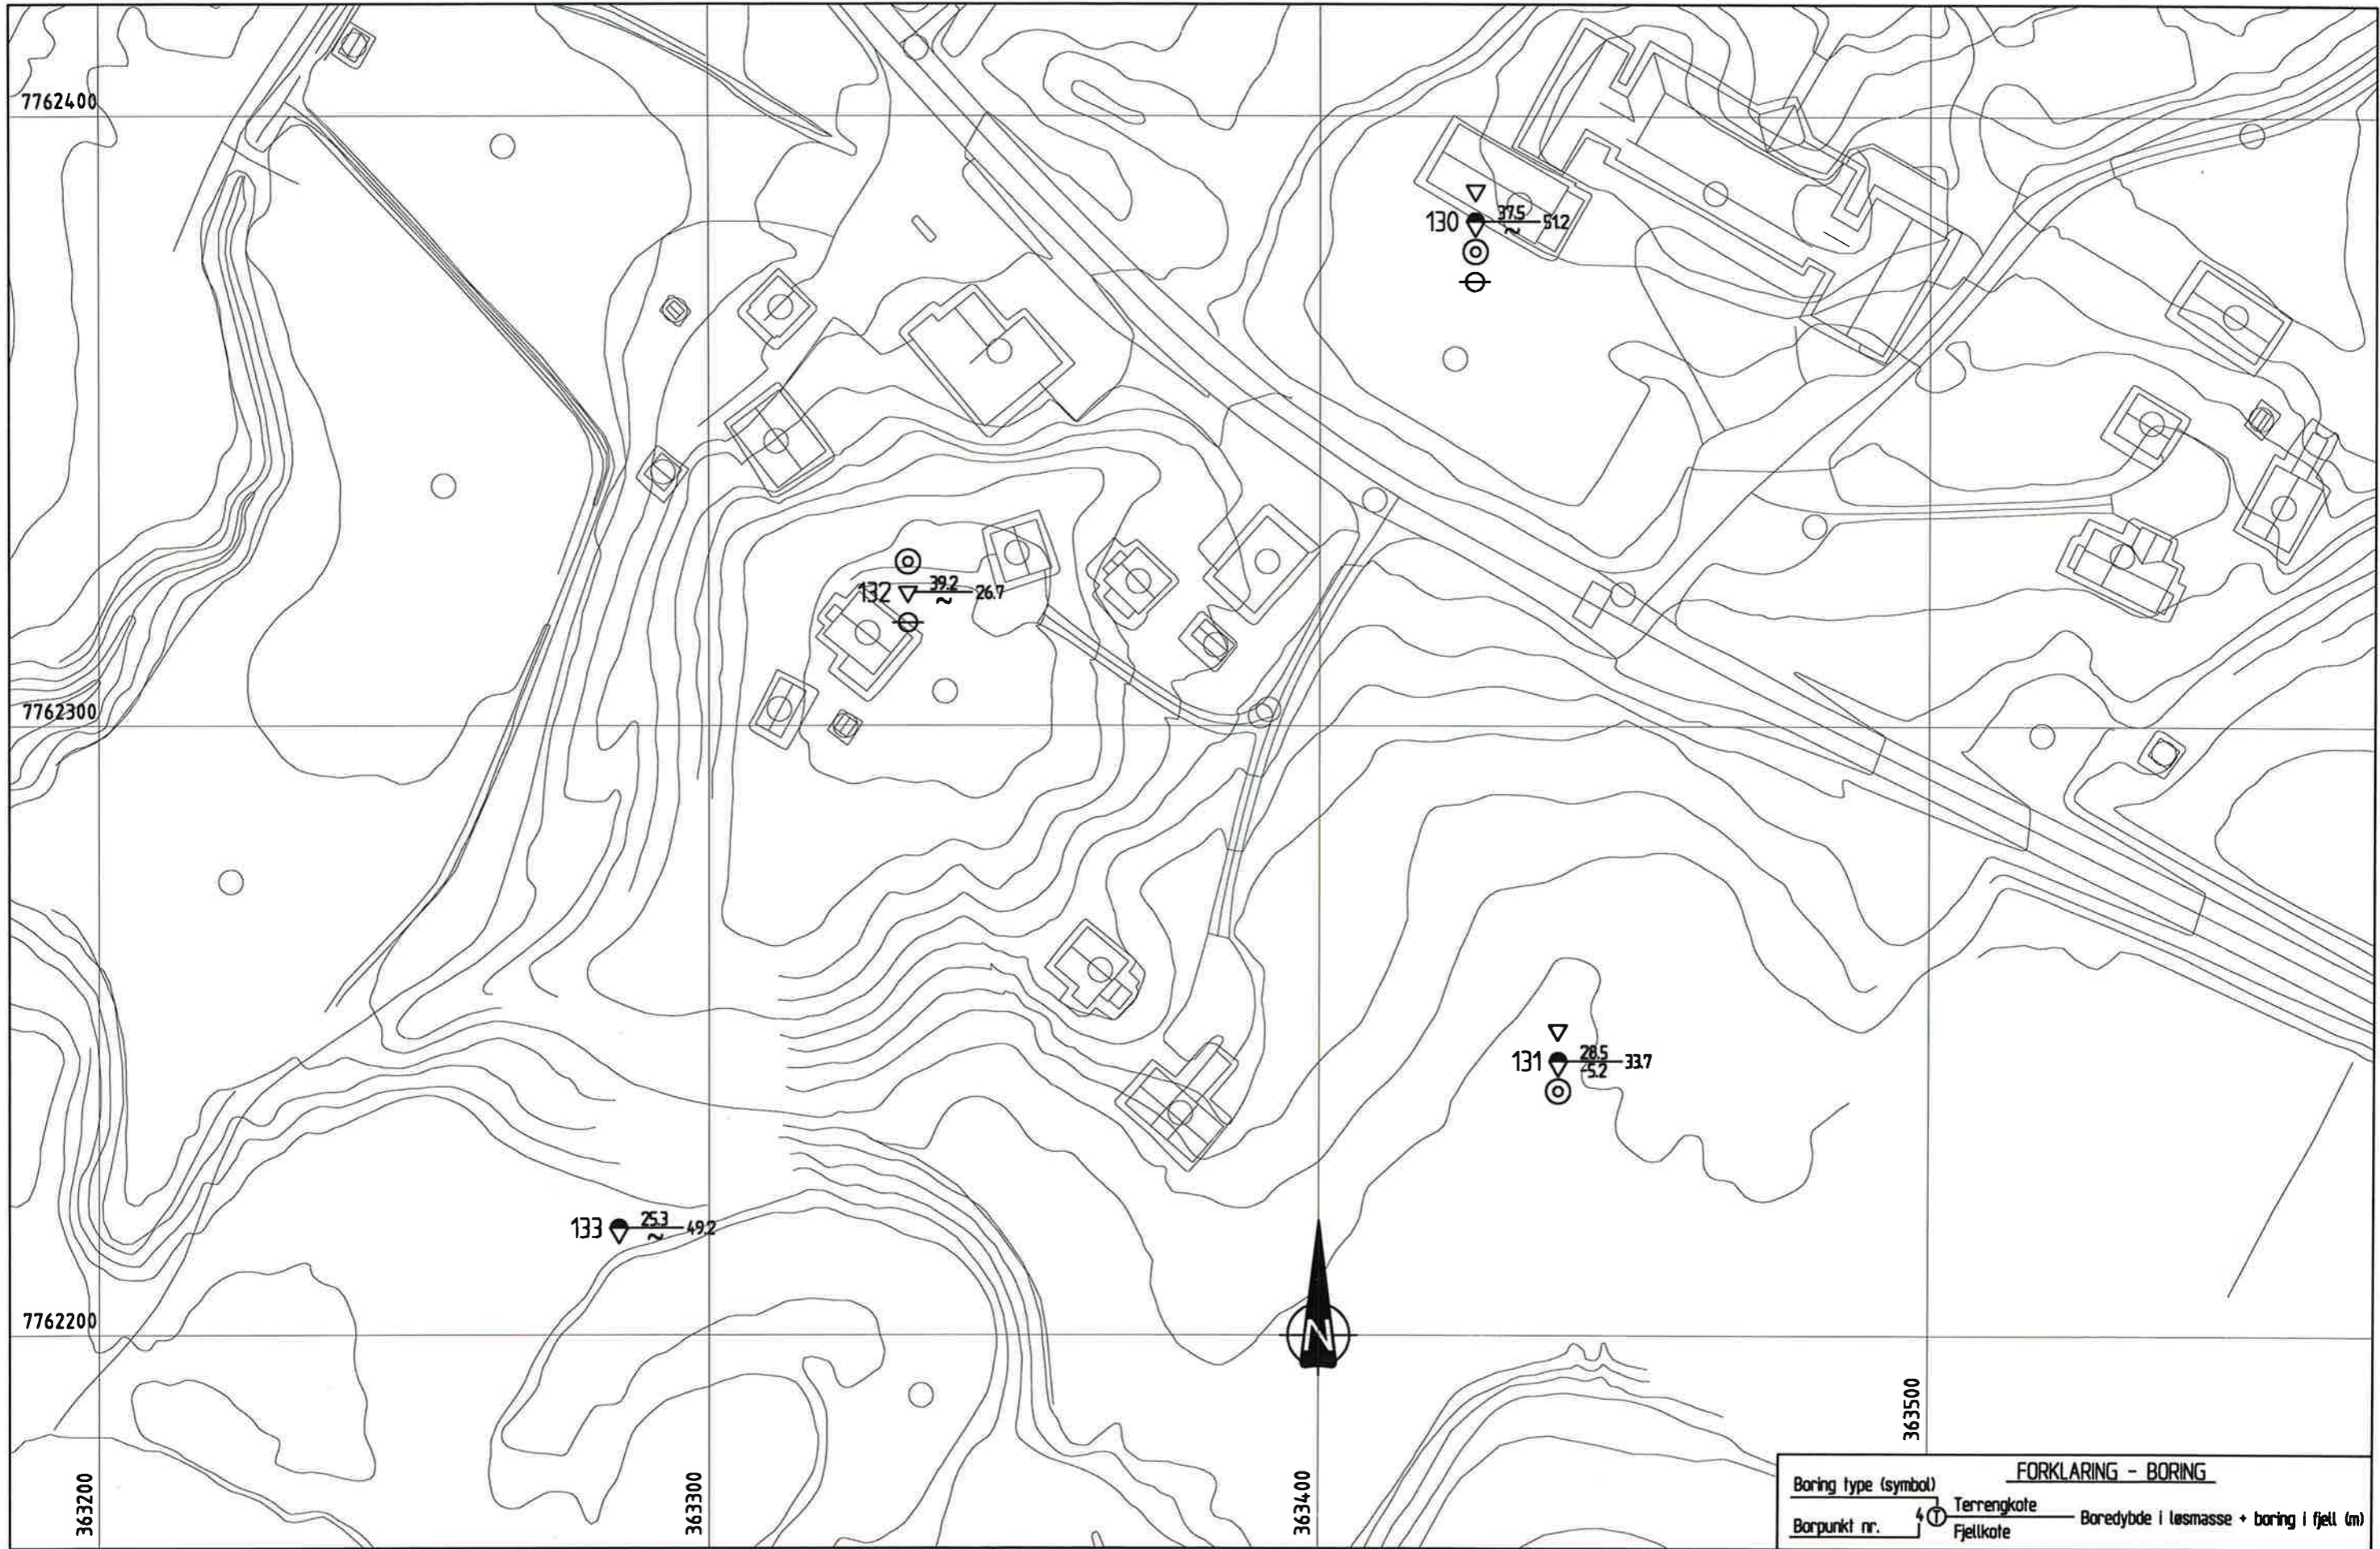 7762400
130 37.5 51.2
~
132 39.2 26.7
~
7762300
131 28.5 33.7
-5.2
133 25.3 49.2
~
7762200
N
363200
363300
363400
363500
FORKLARING - BORING
Boring type (symbol)
Borpunkt nr.
4 T
Terrengkote
Fjellkote
Boredybde i løsmasse + boring i fjell (m)